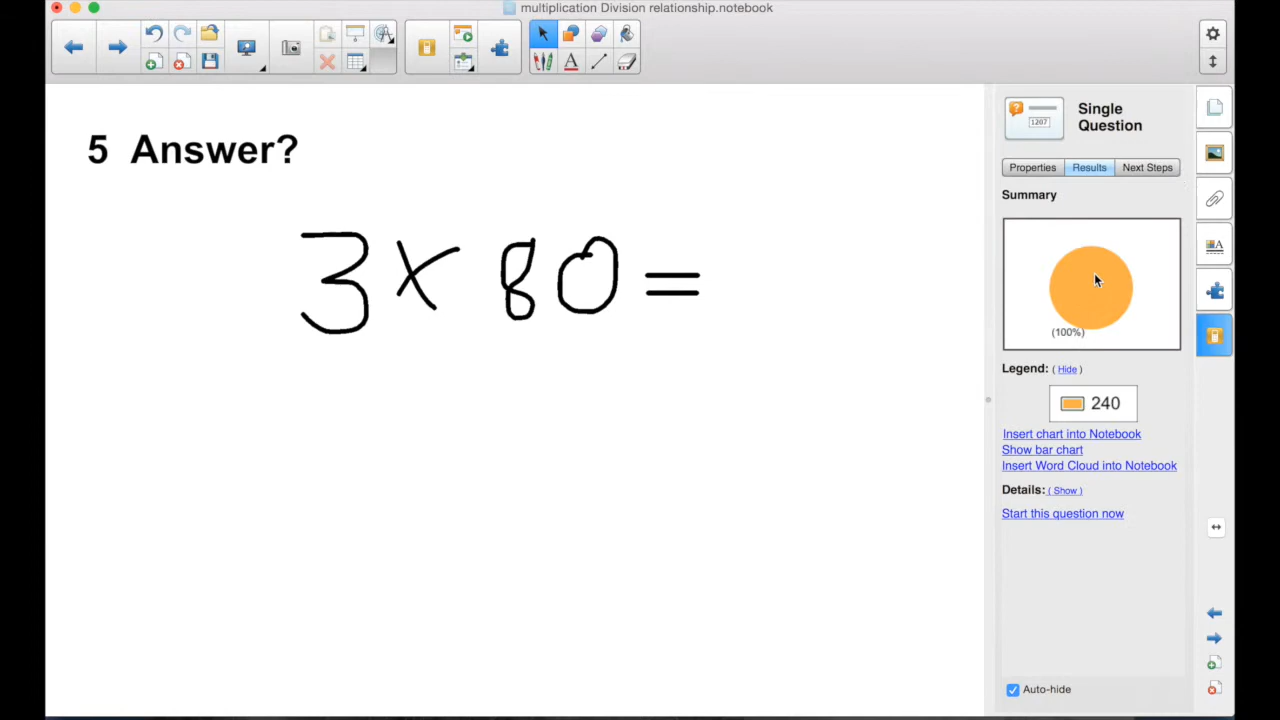 multiplication Division relationship.notebook
5 Answer?
3 x 80 =
1207
Single
Question
Properties Results Next Steps
Summary
(100%)
Legend: ( Hide )
240
Insert chart into Notebook
Show bar chart
Insert Word Cloud into Notebook
Details: ( Show )
Start this question now
Auto-hide